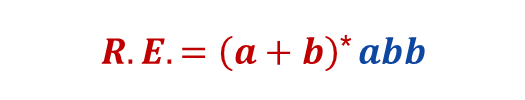 R. E. = (a + b)* abb